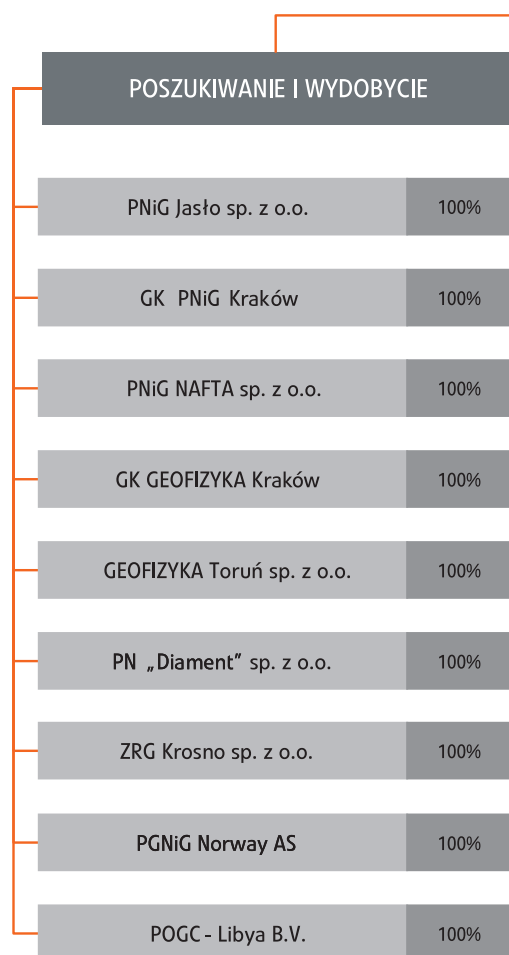 POSZUKIWANIE I WYDOBYCIE
PNiG Jasło sp. z o.o. 100%
GK PNiG Kraków 100%
PNiG NAFTA sp. z o.o. 100%
GK GEOFIZYKA Kraków 100%
GEOFIZYKA Toruń sp. z o.o. 100%
PN „Diament” sp. z o.o. 100%
ZRG Krosno sp. z o.o. 100%
PGNiG Norway AS 100%
POGC - Libya B.V. 100%